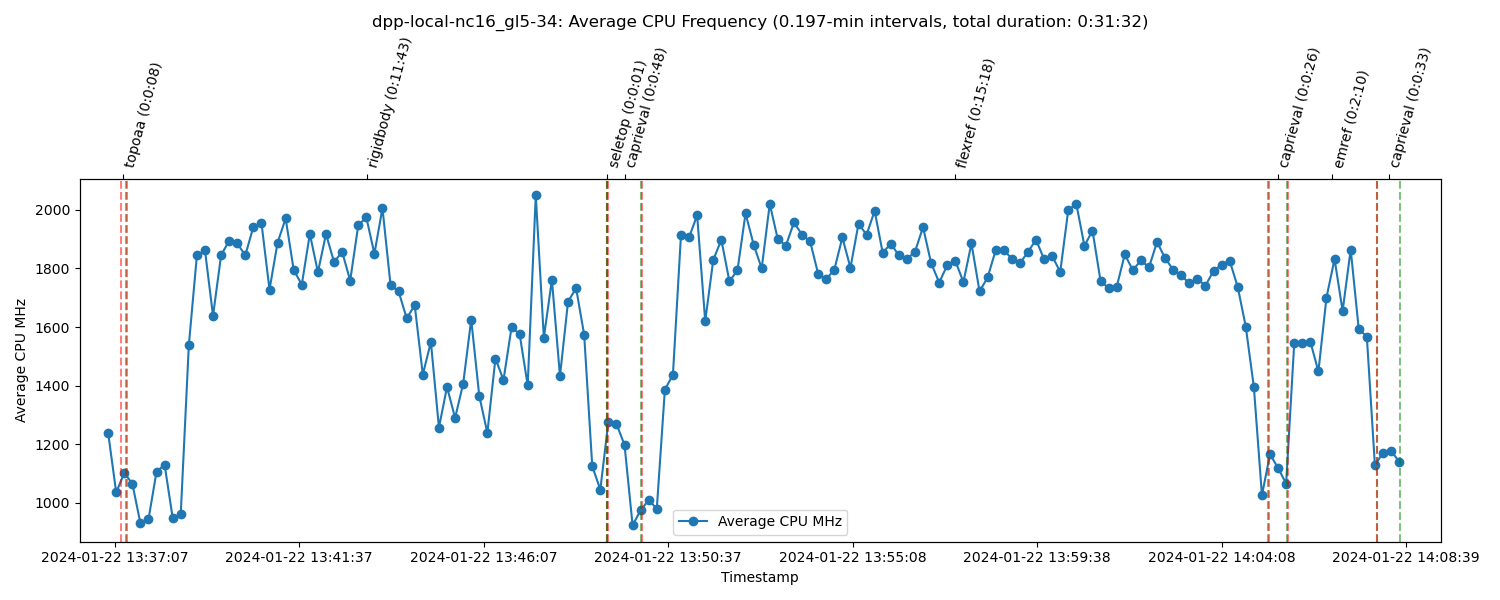 dpp-local-nc16_gl5-34: Average CPU Frequency (0.197-min intervals, total duration: 0:31:32)
topoaa (0:0:08)
rigidbody (0:11:43)
seletop (0:0:01)
caprieval (0:0:48)
flexref (0:15:18)
caprieval (0:0:26)
emref (0:2:10)
caprieval (0:0:33)
Average CPU MHz
2000
1800
1600
1400
1200
1000
Average CPU MHz
2024-01-22 13:37:07
2024-01-22 13:41:37
2024-01-22 13:46:07
2024-01-22 13:50:37
2024-01-22 13:55:08
2024-01-22 13:59:38
2024-01-22 14:04:08
2024-01-22 14:08:39
Timestamp